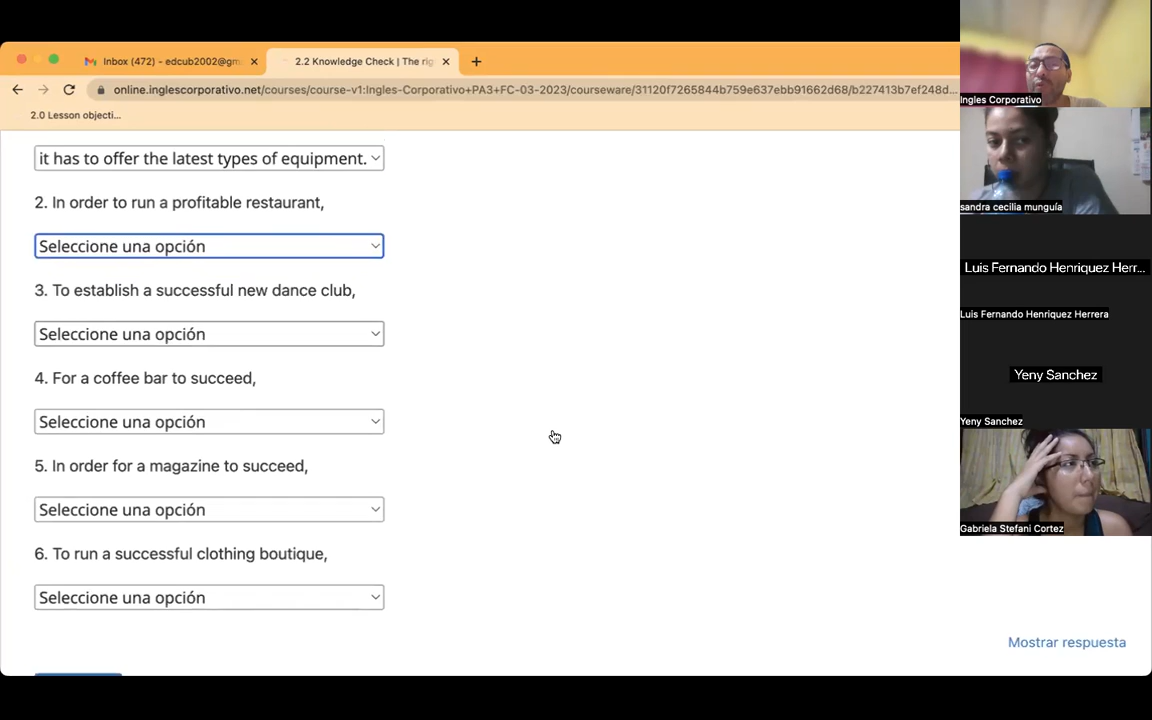 Inbox (472) - edcub2002@gm
2.2 Knowledge Check | The rig
online.inglescorporativo.net/courses/course-v1:Ingles-Corporativo+PA3+FC-03-2023/courseware/31120f7265844b759e637ebb91662d68/b227413b7ef248d...
2.0 Lesson objecti...
it has to offer the latest types of equipment.
2. In order to run a profitable restaurant,
Seleccione una opción
3. To establish a successful new dance club,
Seleccione una opción
4. For a coffee bar to succeed,
Seleccione una opción
5. In order for a magazine to succeed,
Seleccione una opción
6. To run a successful clothing boutique,
Seleccione una opción
Mostrar respuesta
Ingles Corporativo
sandra cecilia munguía
Luis Fernando Henriquez Herr...
Luis Fernando Henriquez Herrera
Yeny Sanchez
Yeny Sanchez
Gabriela Stefani Cortez